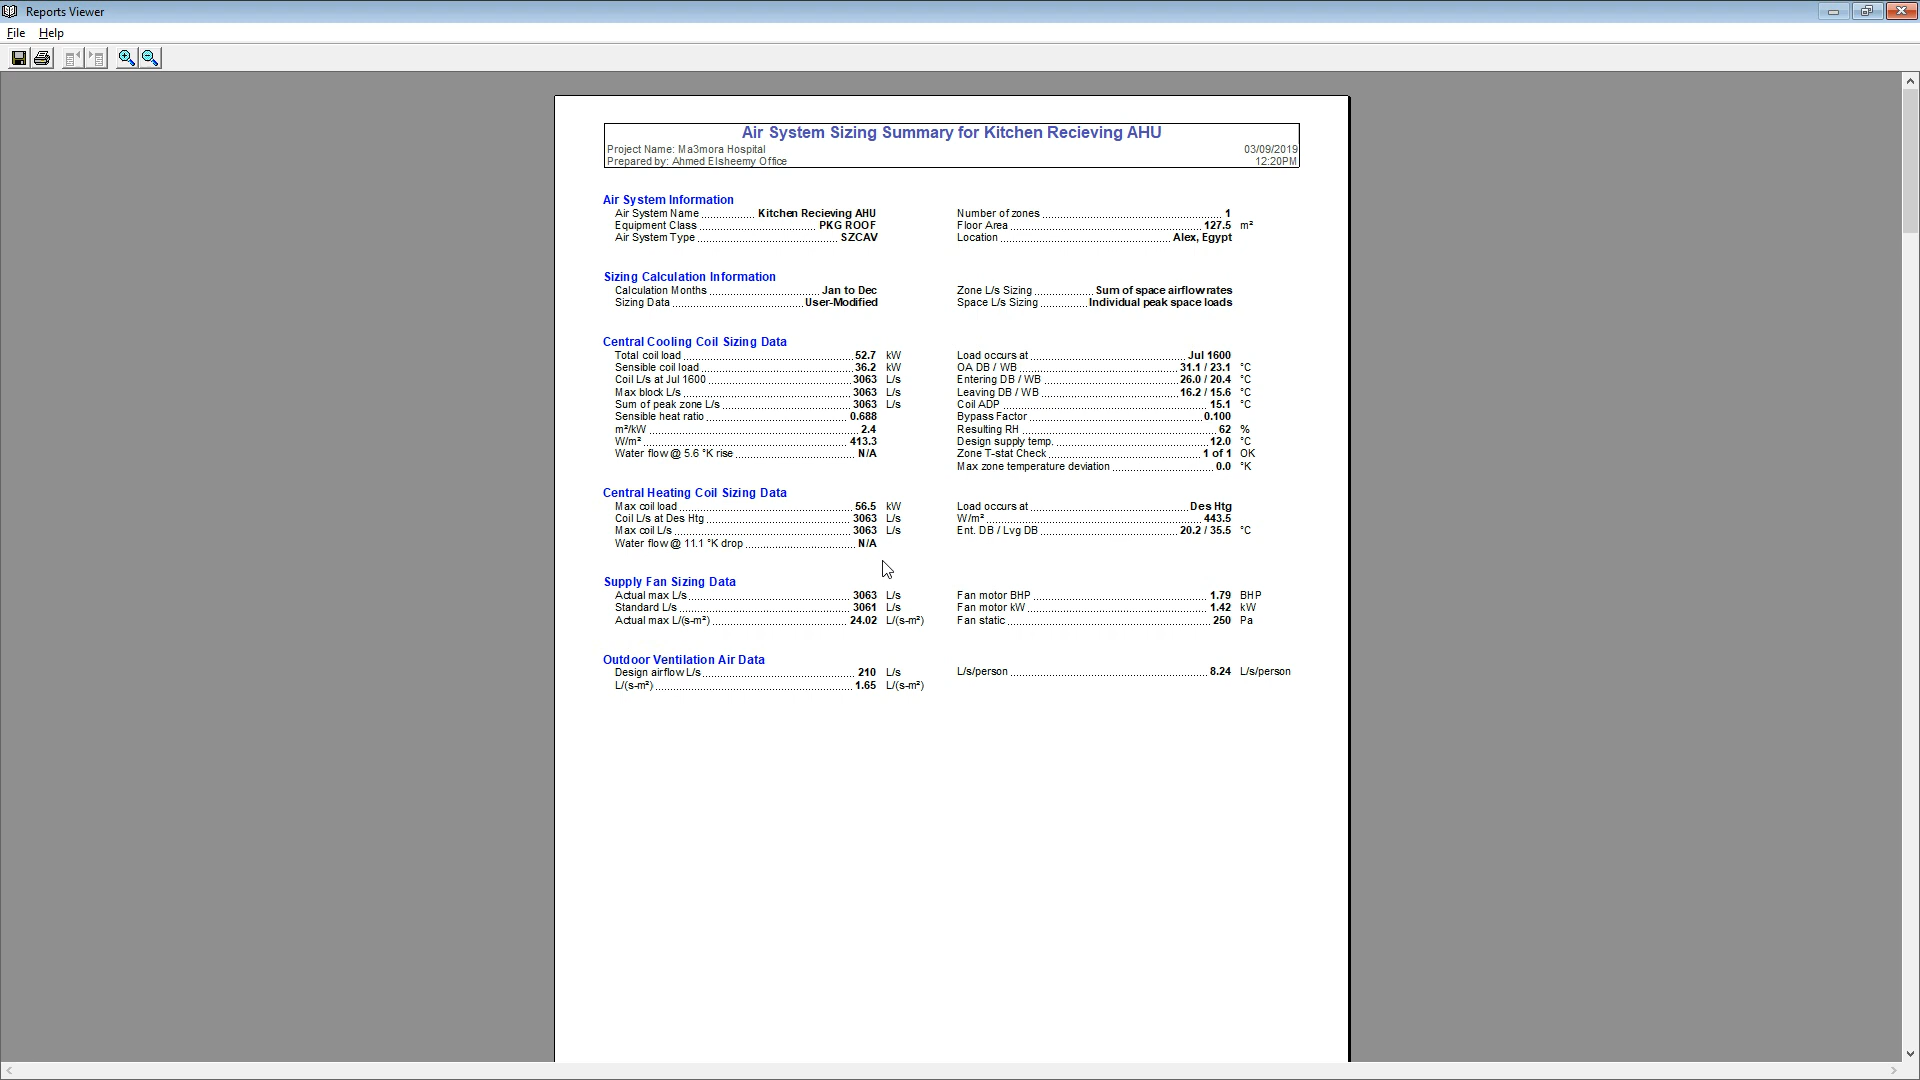 Reports Viewer
File Help
Air System Sizing Summary for Kitchen Recieving AHU
Project Name: Ma3mora Hospital 03/09/2019
Prepared by: Ahmed Elsheemy Office 12:20PM
Air System Information
Air System Name Kitchen Recieving AHU Number of zones 1
Equipment Class PKG ROOF Floor Area 127.5 m²
Air System Type SZCAV Location Alex, Egypt
Sizing Calculation Information
Calculation Months Jan to Dec Zone L/s Sizing Sum of space airflow rates
Sizing Data User-Modified Space L/s Sizing Individual peak space loads
Central Cooling Coil Sizing Data
Total coil load 52.7 kW Load occurs at Jul 1600
Sensible coil load 36.2 kW OA DB / WB 31.1 / 23.1 °C
Coil L/s at Jul 1600 3063 L/s Entering DB / WB 26.0 / 20.4 °C
Max block L/s 3063 L/s Leaving DB / WB 16.2 / 15.6 °C
Sum of peak zone L/s 3063 L/s Coil ADP 15.1 °C
Sensible heat ratio 0.688 Bypass Factor 0.100
m²/kW 2.4 Resulting RH 62 %
W/m² 413.3 Design supply temp. 12.0 °C
Water flow @ 5.6 °K rise N/A Zone T-stat Check 1 of 1 OK
Max zone temperature deviation 0.0 °K
Central Heating Coil Sizing Data
Max coil load 56.5 kW Load occurs at Des Htg
Coil L/s at Des Htg 3063 L/s W/m² 443.5
Max coil L/s 3063 L/s Ent. DB / Lvg DB 20.2 / 35.5 °C
Water flow @ 11.1 °K drop N/A
Supply Fan Sizing Data
Actual max L/s 3063 L/s Fan motor BHP 1.79 BHP
Standard L/s 3061 L/s Fan motor kW 1.42 kW
Actual max L/(s-m²) 24.02 L/(s-m²) Fan static 250 Pa
Outdoor Ventilation Air Data
Design airflow L/s 210 L/s L/s/person 8.24 L/s/person
L/(s-m²) 1.65 L/(s-m²)